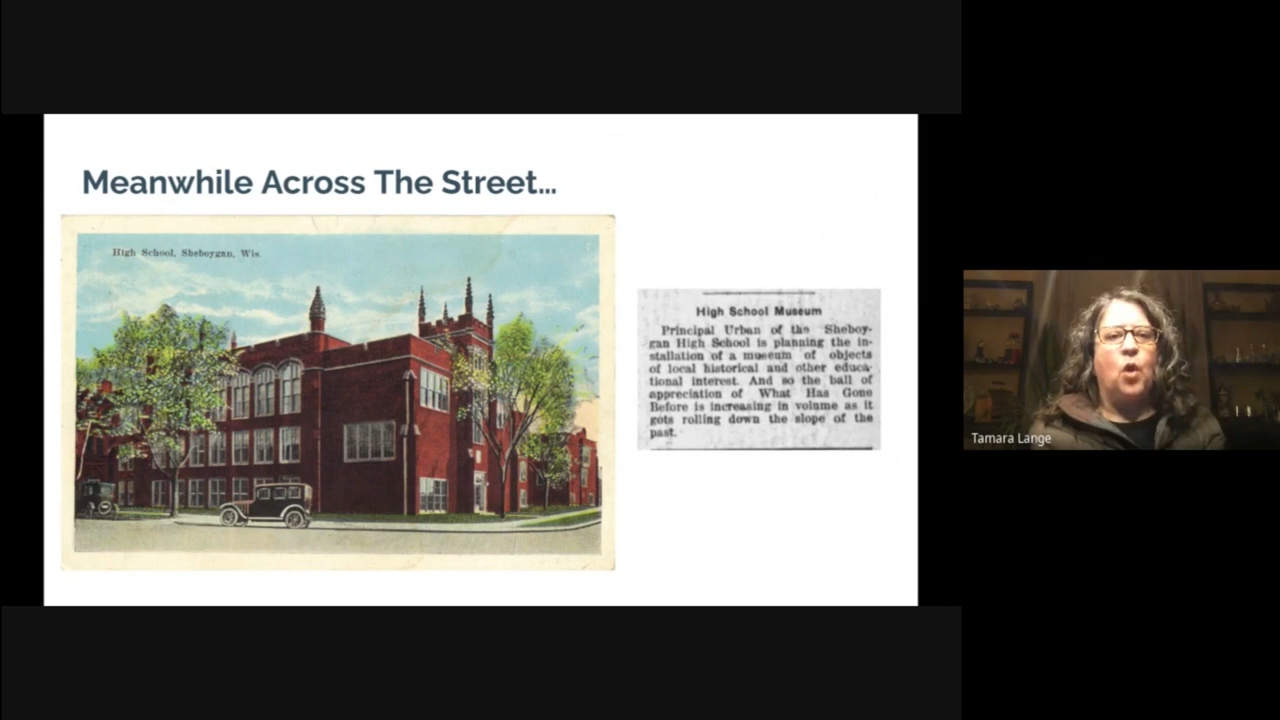 Meanwhile Across The Street...
High School, Sheboygan, Wis.
High School Museum
Principal Urban of the Sheboy-
gan High School is planning the in-
stallation of a museum of objects
of local historical and other educa-
tional interest. And so the ball of
appreciation of What Has Gone
Before is increasing in volume as it
gets rolling down the slope of the
past.
Tamara Lange